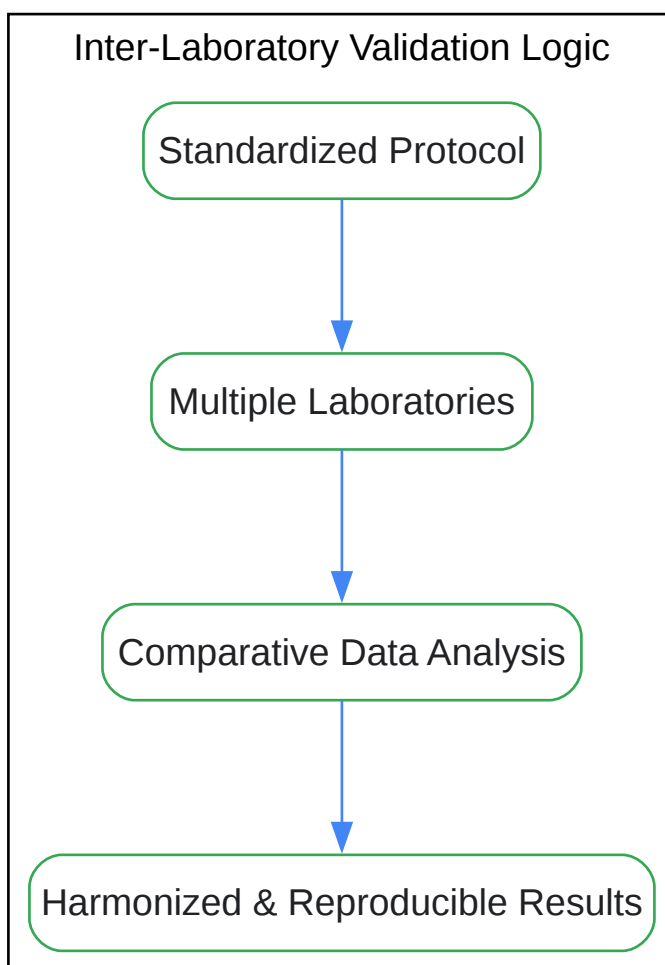 Inter-Laboratory Validation Logic
Standardized Protocol
Multiple Laboratories
Comparative Data Analysis
Harmonized & Reproducible Results